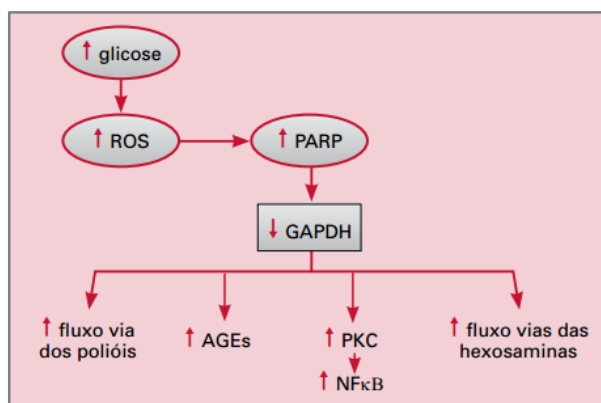 ↑ glicose
↑ ROS
↑ PARP
↓ GAPDH
↑ fluxo via
dos polióis
↑ AGEs
↑ PKC
↑ NFκB
↑ fluxo vias das
hexosaminas